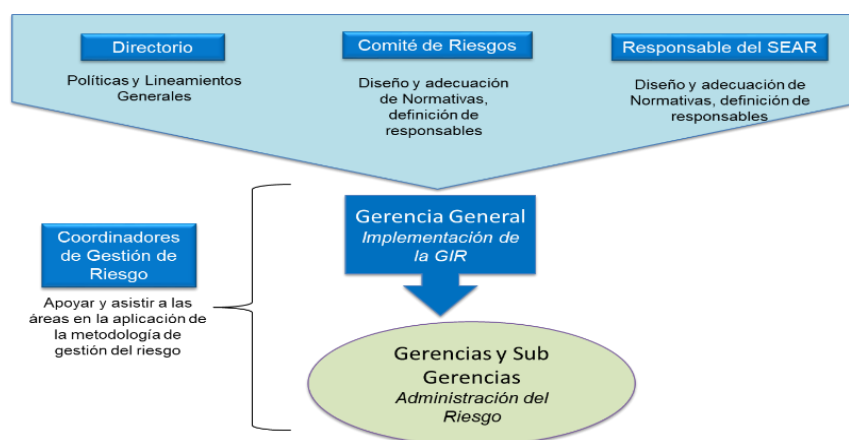 Directorio
Políticas y Lineamientos
Generales
Comité de Riesgos
Diseño y adecuación
de Normativas,
definición de
responsables
Responsable del SEAR
Diseño y adecuación de
Normativas, definición de
responsables
Gerencia General
Implementación de
la GIR
Coordinadores
de Gestión de
Riesgo
Apoyar y asistir a las
áreas en la aplicación de
la metodología de
gestión del riesgo
Gerencias y Sub
Gerencias
Administración del
Riesgo